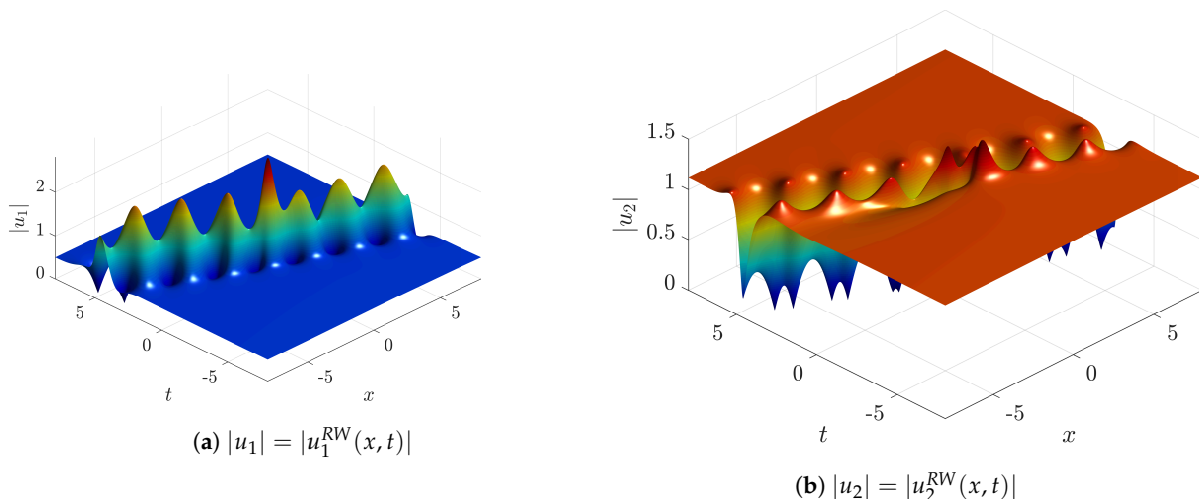 2
1
0
|u₁|
5
0
-5
t
-5
0
5
x
(a) |u₁| = |u₁^{RW}(x, t)|
1.5
1
0.5
0
|u₂|
5
0
-5
t
-5
0
5
x
(b) |u₂| = |u₂^{RW}(x, t)|